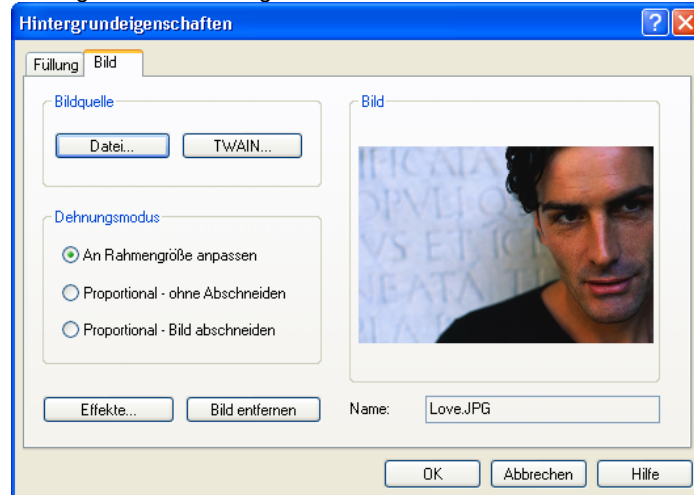 Hintergrundeigenschaften
Füllung
Bild
Bildquelle
Datei...
TWAIN...
Dehnungsmodus
An Rahmengröße anpassen
Proportional - ohne Abschneiden
Proportional - Bild abschneiden
Effekte...
Bild entfernen
Bild
Name:
Love.JPG
OK
Abbrechen
Hilfe